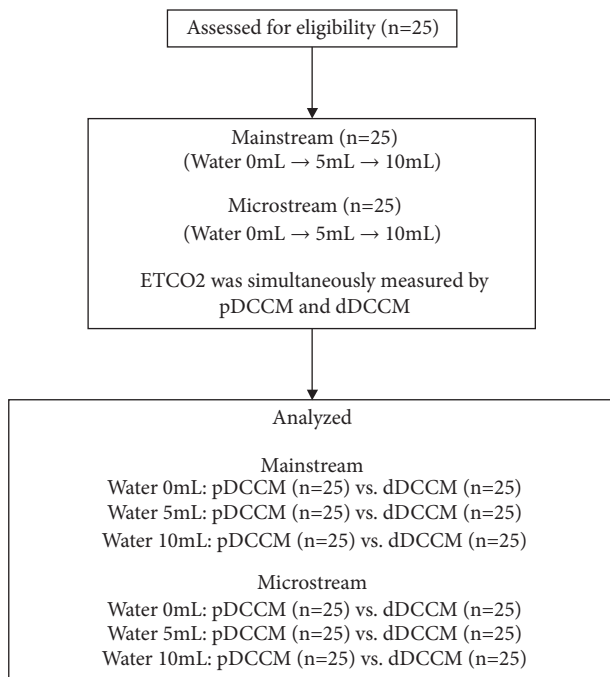 Assessed for eligibility (n=25)
Mainstream (n=25)
(Water 0mL → 5mL → 10mL)
Microstream (n=25)
(Water 0mL → 5mL → 10mL)
ETCO2 was simultaneously measured by
pDCCM and dDCCM
Analyzed
Mainstream
Water 0mL: pDCCM (n=25) vs. dDCCM (n=25)
Water 5mL: pDCCM (n=25) vs. dDCCM (n=25)
Water 10mL: pDCCM (n=25) vs. dDCCM (n=25)
Microstream
Water 0mL: pDCCM (n=25) vs. dDCCM (n=25)
Water 5mL: pDCCM (n=25) vs. dDCCM (n=25)
Water 10mL: pDCCM (n=25) vs. dDCCM (n=25)